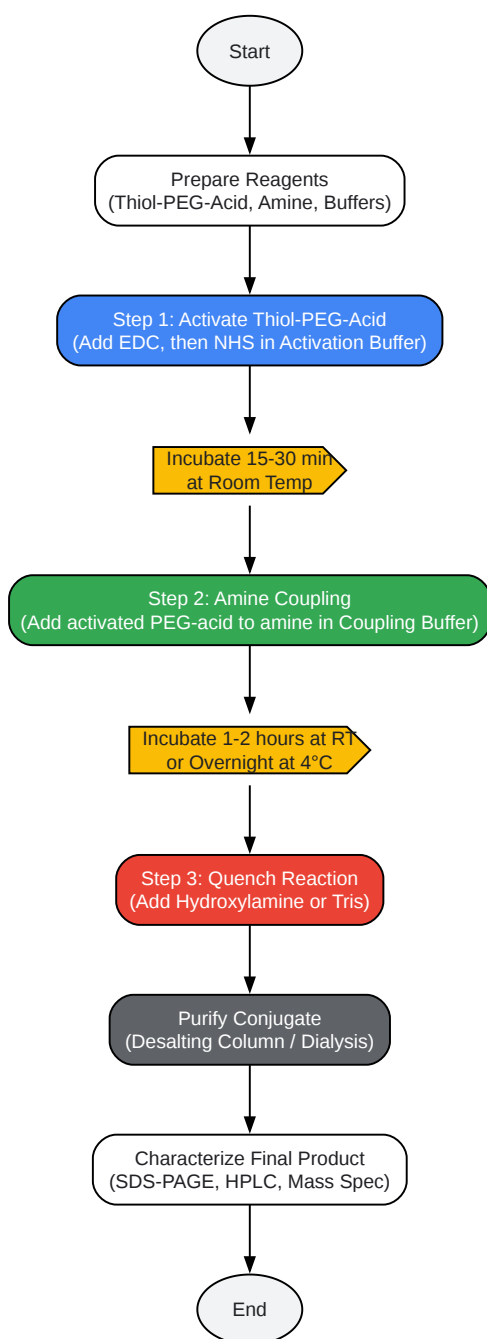 Start
Prepare Reagents
(Thiol-PEG-Acid, Amine, Buffers)
Step 1: Activate Thiol-PEG-Acid
(Add EDC, then NHS in Activation Buffer)
Incubate 15-30 min
at Room Temp
Step 2: Amine Coupling
(Add activated PEG-acid to amine in Coupling Buffer)
Incubate 1-2 hours at RT
or Overnight at 4°C
Step 3: Quench Reaction
(Add Hydroxylamine or Tris)
Purify Conjugate
(Desalting Column / Dialysis)
Characterize Final Product
(SDS-PAGE, HPLC, Mass Spec)
End